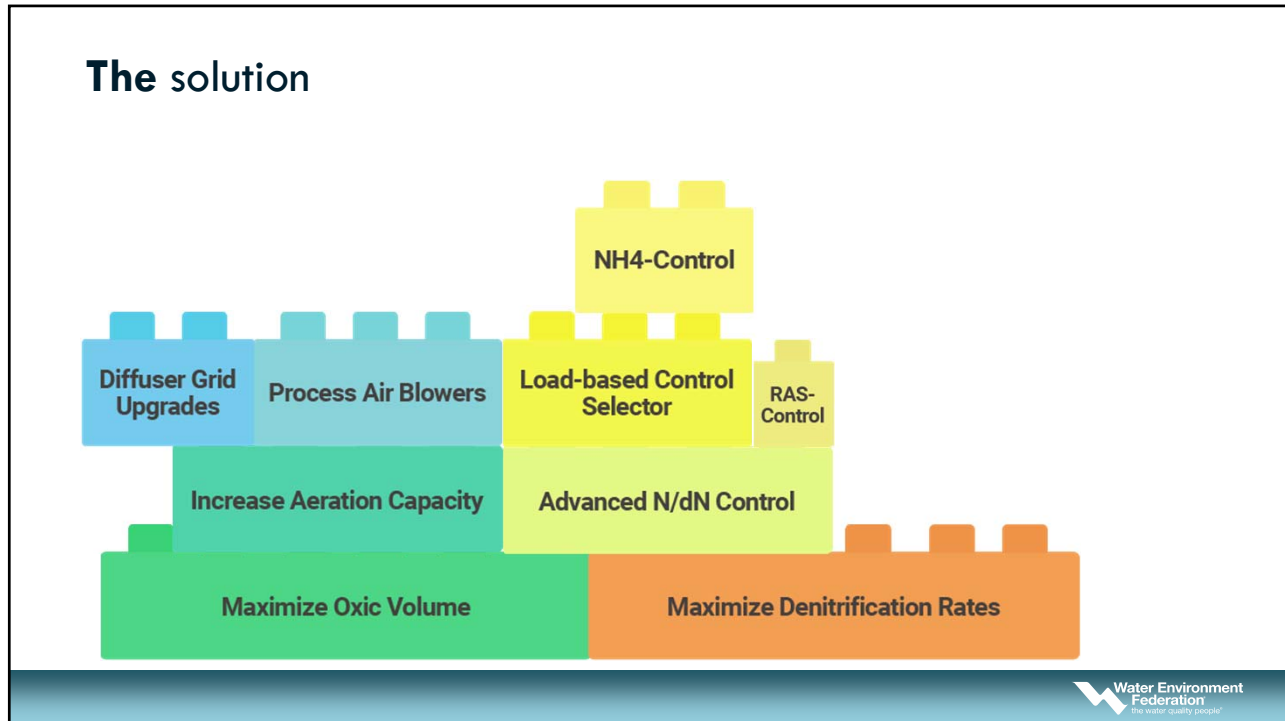 The solution
NH4-Control
Diffuser Grid
Upgrades
Process Air Blowers
Load-based Control
Selector
RAS-
Control
Increase Aeration Capacity
Advanced N/dN Control
Maximize Oxic Volume
Maximize Denitrification Rates
Water Environment
Federation
the water quality people®